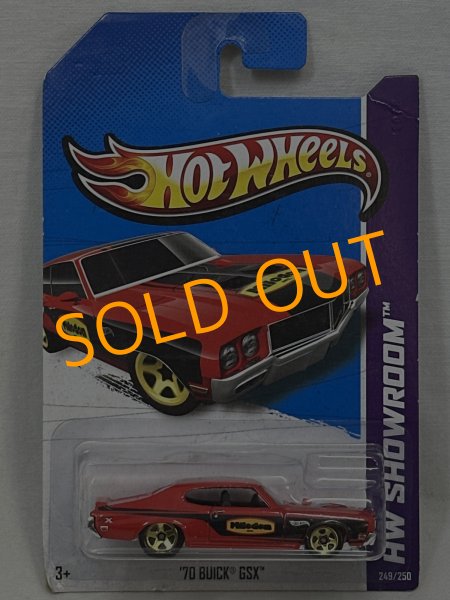 HOT WHEELS
SOLD OUT
HW SHOWROOM™
3+
'70 BUICK® GSX™
249/250